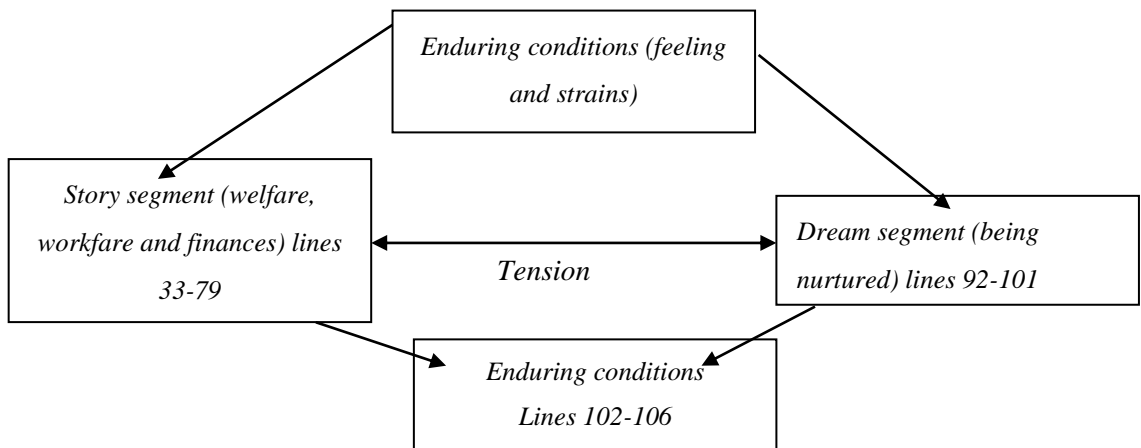 Enduring conditions (feeling
and strains)
Story segment (welfare,
workfare and finances) lines
33-79
Tension
Dream segment (being
nurtured) lines 92-101
Enduring conditions
Lines 102-106